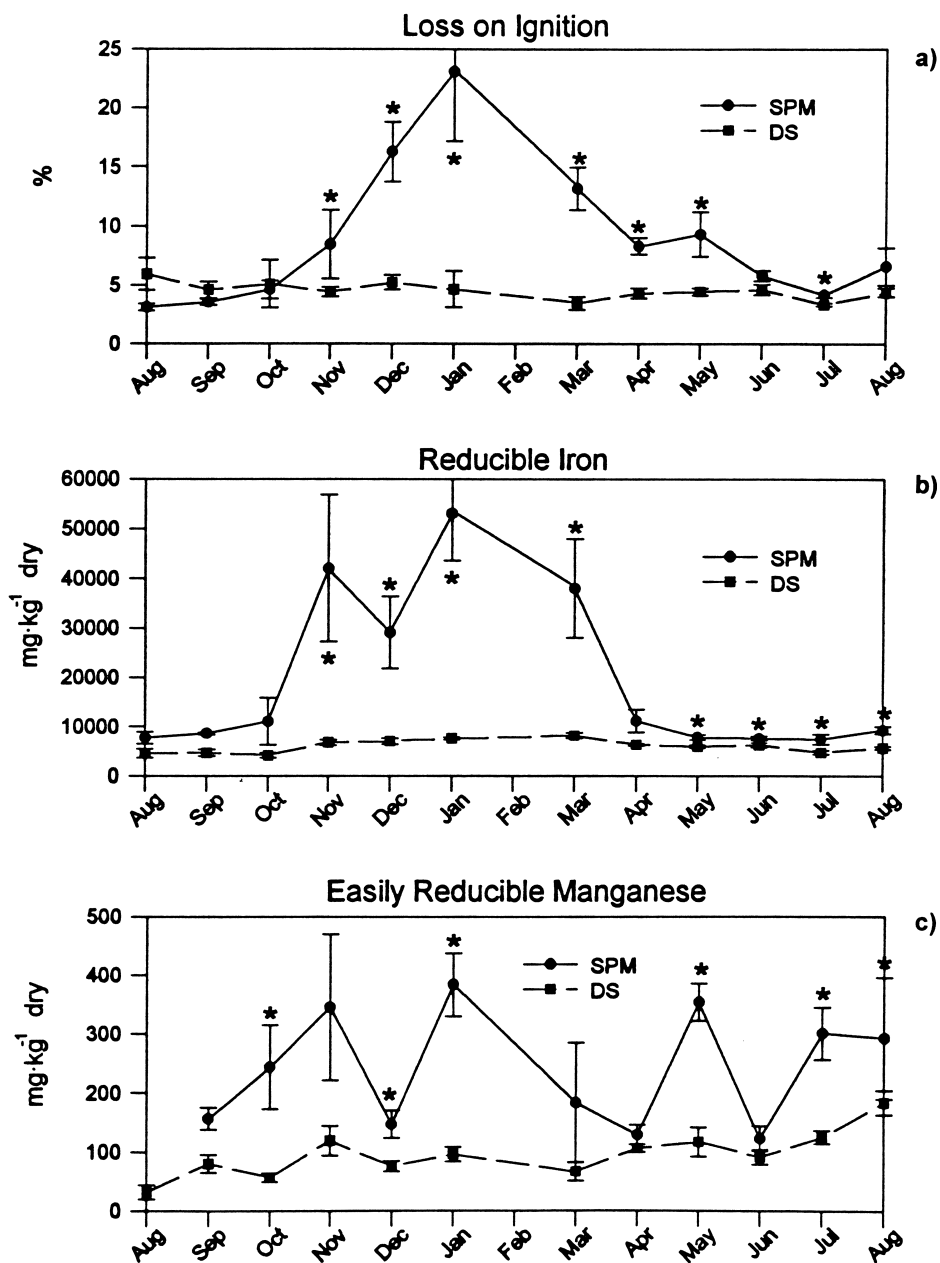 Loss on Ignition
a)
25
20
15
10
5
0
%
SPM
DS
* * * * * * *
Aug Sep Oct Nov Dec Jan Feb Mar Apr May Jun Jul Aug
Reducible Iron
b)
60000
50000
40000
30000
20000
10000
0
mg·kg⁻¹ dry
SPM
DS
* * * * * * * *
Aug Sep Oct Nov Dec Jan Feb Mar Apr May Jun Jul Aug
Easily Reducible Manganese
c)
500
400
300
200
100
0
mg·kg⁻¹ dry
SPM
DS
* * * * * *
Aug Sep Oct Nov Dec Jan Feb Mar Apr May Jun Jul Aug